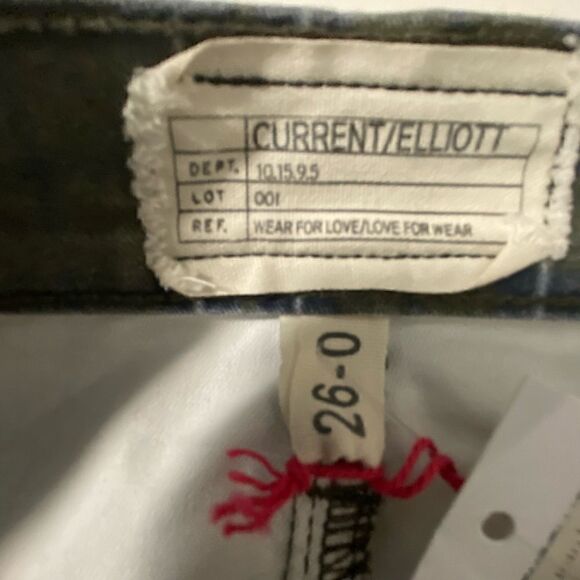 CURRENT/ELLIOTT
DEPT. 10.15.9.5
LOT 001
REF. WEAR FOR LOVE/LOVE FOR WEAR
26-0